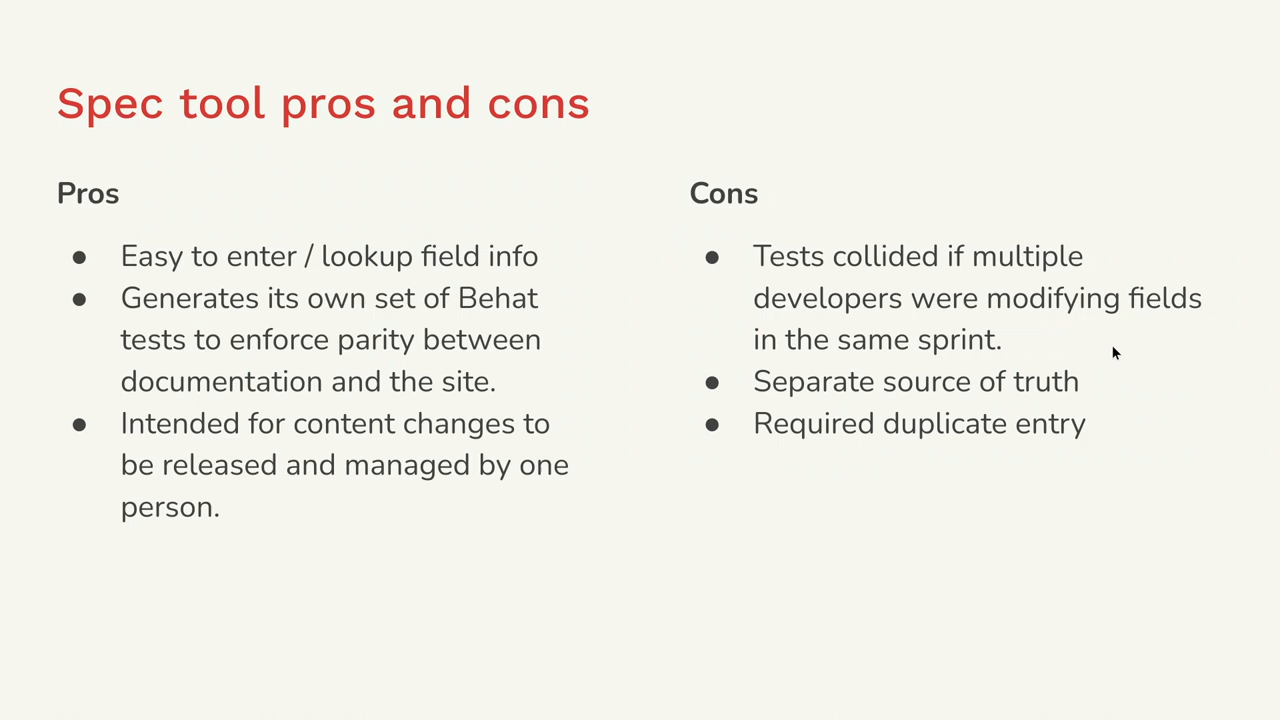 Spec tool pros and cons
Pros
● Easy to enter / lookup field info
● Generates its own set of Behat
tests to enforce parity between
documentation and the site.
● Intended for content changes to
be released and managed by one
person.
Cons
● Tests collided if multiple
developers were modifying fields
in the same sprint.
● Separate source of truth
● Required duplicate entry